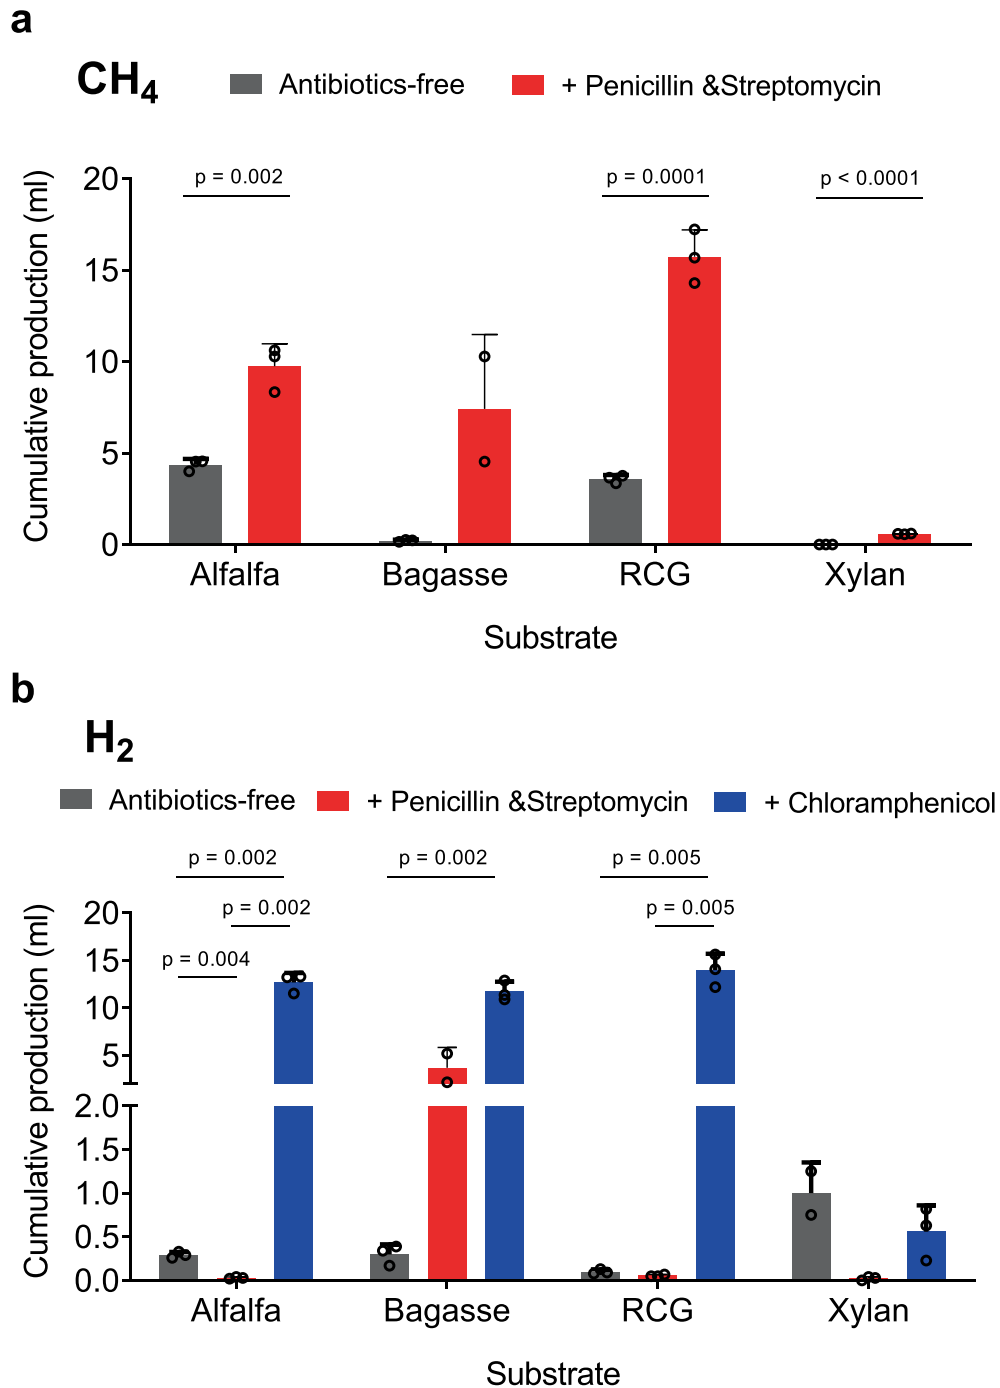 a
CH4
Antibiotics-free
+ Penicillin &Streptomycin
Cumulative production (ml)
20
15
10
5
0
p = 0.002
p = 0.0001
p < 0.0001
Alfalfa
Bagasse
RCG
Xylan
Substrate
b
H2
Antibiotics-free
+ Penicillin &Streptomycin
+ Chloramphenicol
p = 0.002
p = 0.002
p = 0.005
p = 0.002
p = 0.005
p = 0.004
Cumulative production (ml)
20
15
10
5
2.0
1.5
1.0
0.5
0.0
Alfalfa
Bagasse
RCG
Xylan
Substrate